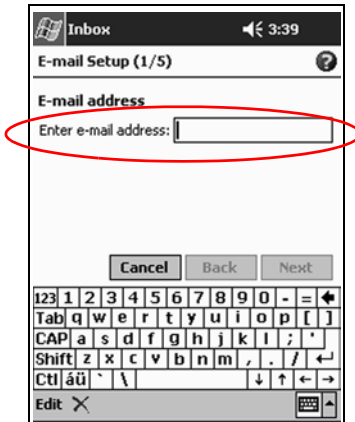 Inbox 3:39
E-mail Setup (1/5) ?
E-mail address
Enter e-mail address:
Cancel Back Next
123 1 2 3 4 5 6 7 8 9 0 - =
Tab q w e r t y u i o p [ ]
CAP a s d f g h j k l ; '
Shift z x c v b n m , . /
Ctl áü ` \
Edit